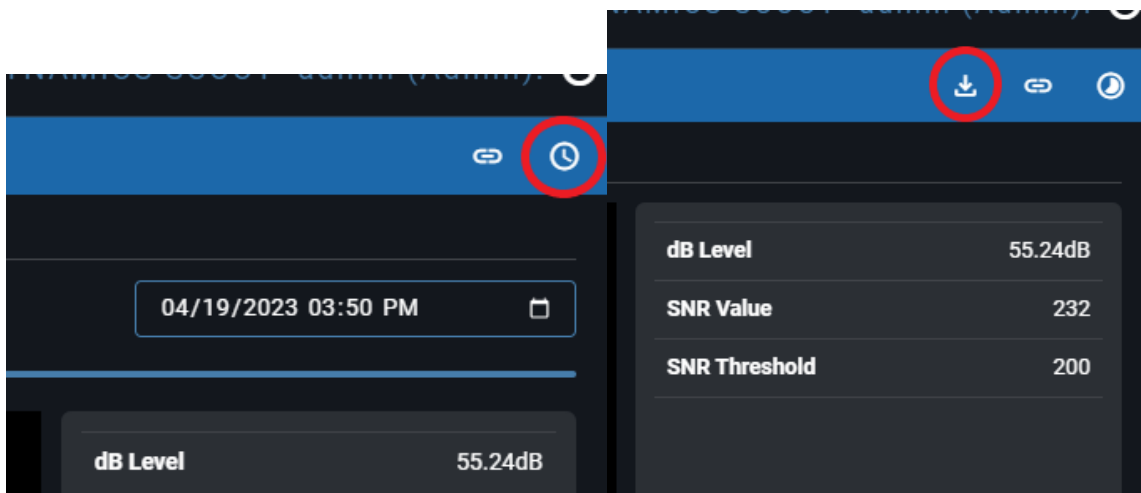 04/19/2023 03:50 PM
dB Level 55.24dB
dB Level 55.24dB
SNR Value 232
SNR Threshold 200